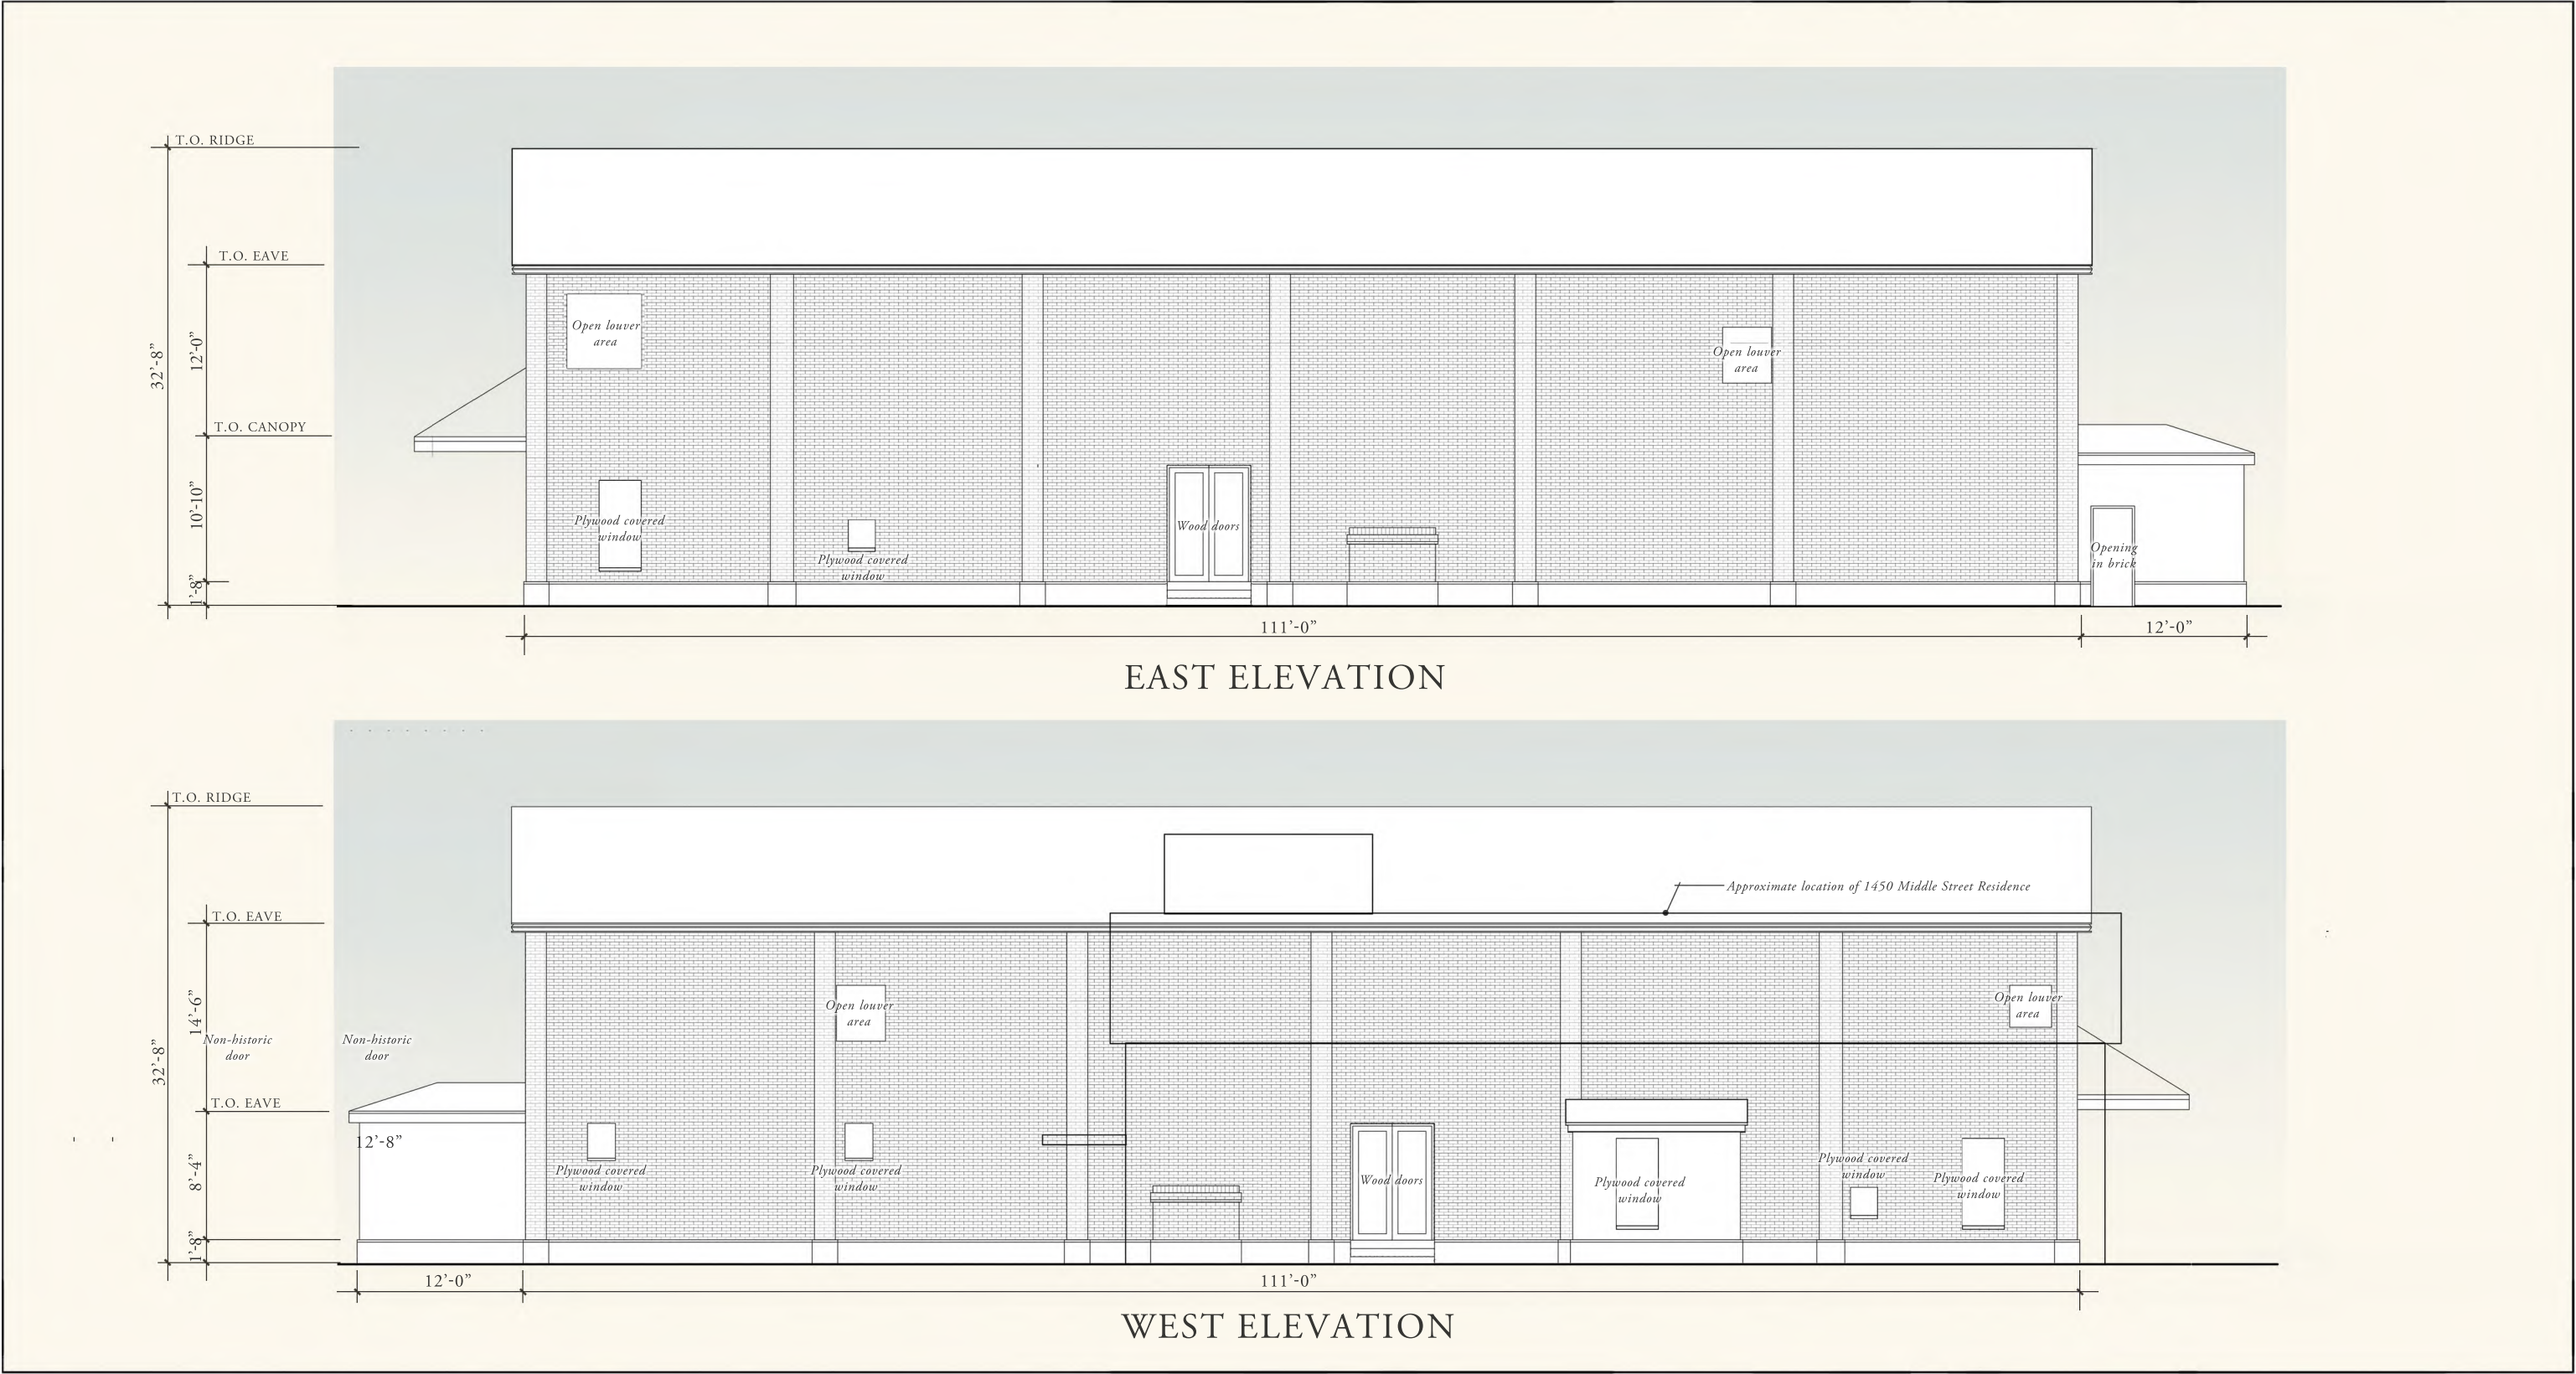 T.O. RIDGE
T.O. EAVE
Open louver
area
Open louver
area
12’-0”
32’-8”
T.O. CANOPY
10’-10”
Plywood covered
window
Wood doors
Plywood covered
window
Opening
in brick
1’-8”
111’-0”
12’-0”
EAST ELEVATION
T.O. RIDGE
Approximate location of 1450 Middle Street Residence
T.O. EAVE
Open louver
area
Open louver
area
14’-6”
Non-historic
door
Non-historic
door
32’-8”
T.O. EAVE
12’-8”
8’-4”
Plywood covered
window
Plywood covered
window
Wood doors
Plywood covered
window
Plywood covered
window
Plywood covered
window
1’-8”
12’-0”
111’-0”
WEST ELEVATION